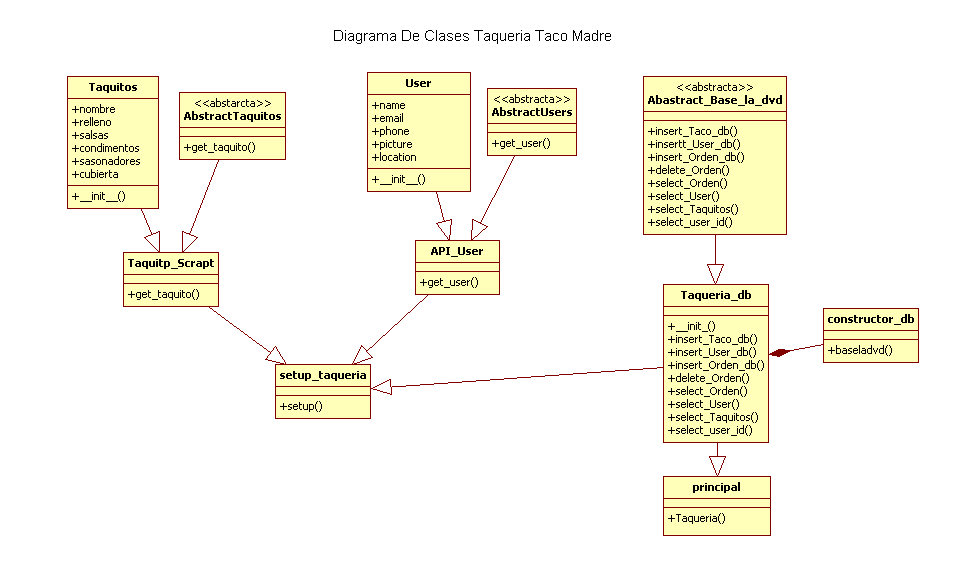 Diagrama De Clases Taqueria Taco Madre
Taquitos
+nombre
+relleno
+salsas
+condimentos
+sasonadores
+cubierta
+__init__()
<<abstarcta>>
AbstractTaquitos
+get_taquito()
User
+name
+email
+phone
+picture
+location
+__init__()
<<abstracta>>
AbstractUsers
+get_user()
<<abstracta>>
Abastract_Base_la_dvd
+insert_Taco_db()
+insertt_User_db()
+insert_Orden_db()
+delete_Orden()
+select_Orden()
+select_User()
+select_Taquitos()
+select_user_id()
Taquitp_Scrapt
+get_taquito()
API_User
+get_user()
Taqueria_db
+__init_()
+insert_Taco_db()
+insert_User_db()
+insert_Orden_db()
+delete_Orden()
+select_Orden()
+select_User()
+select_Taquitos()
+select_user_id()
constructor_db
+baseladvd()
setup_taqueria
+setup()
principal
+Taqueria()